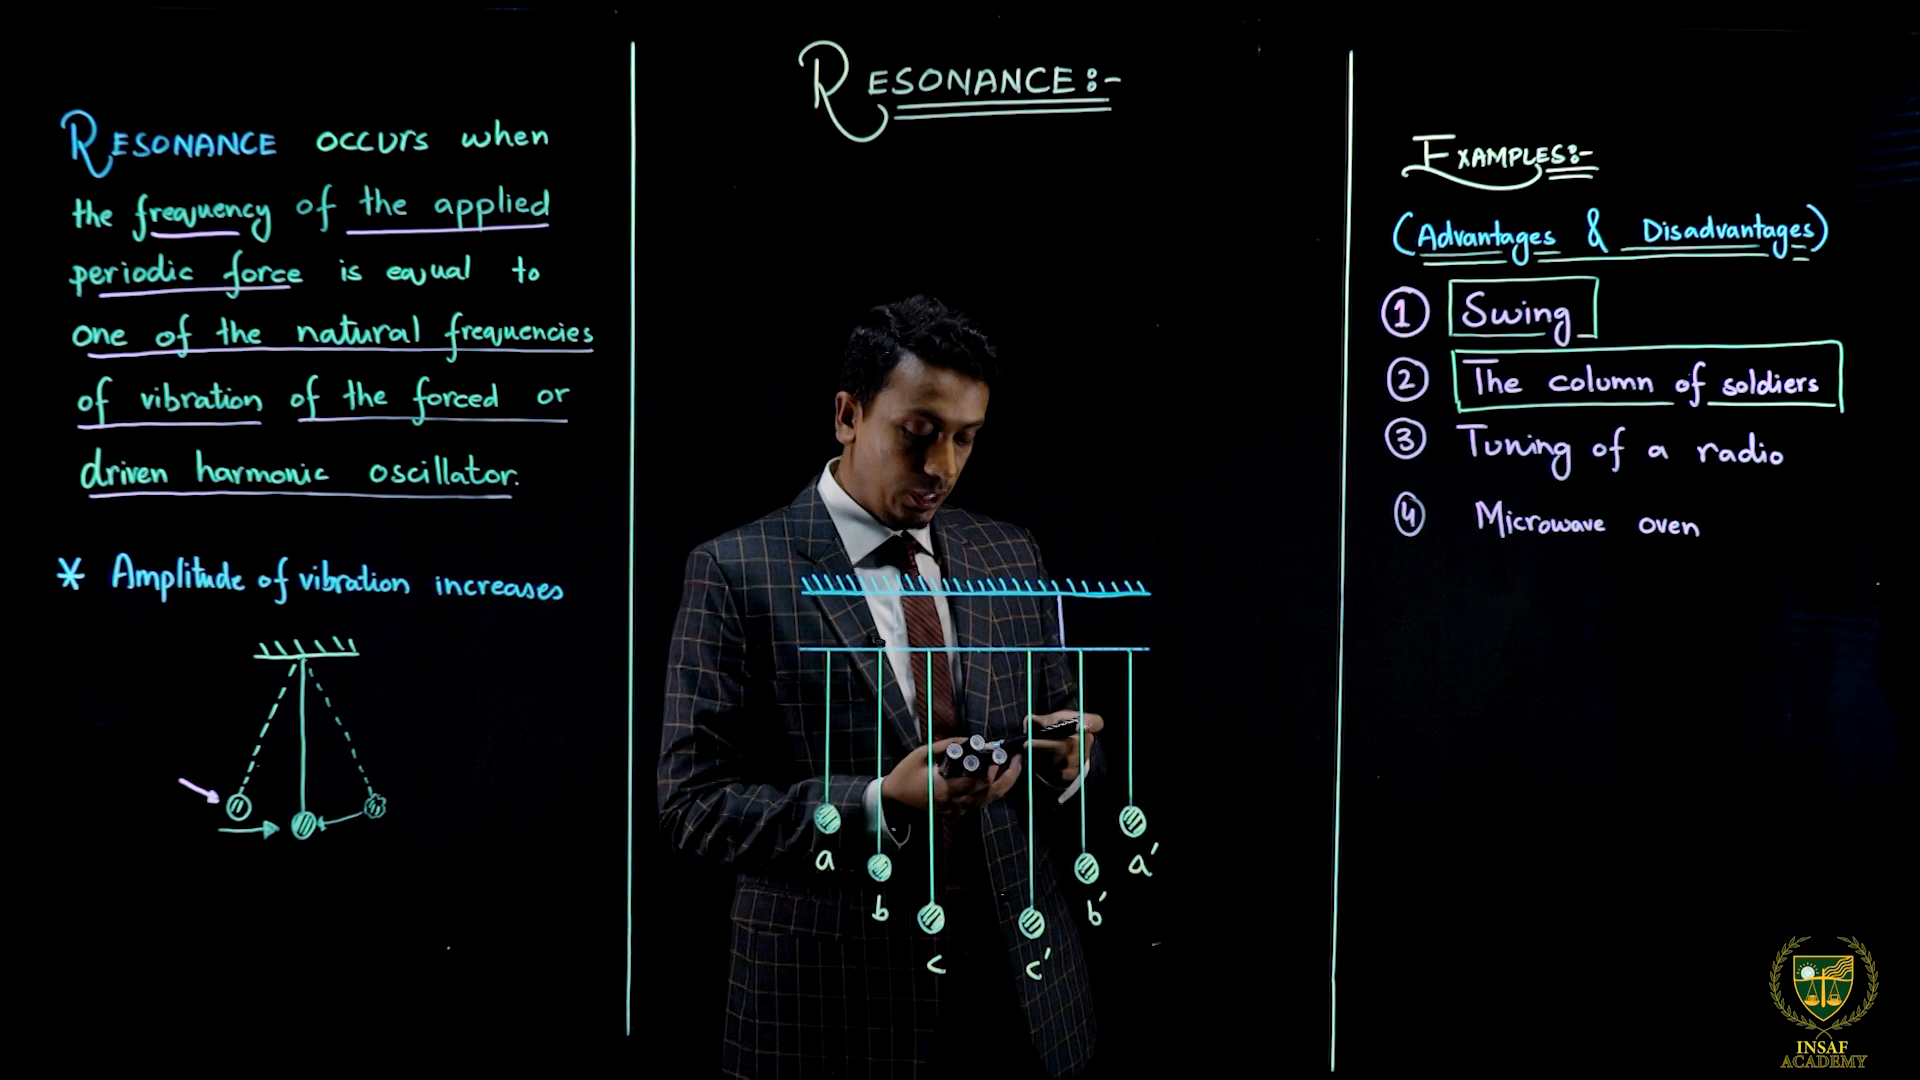 RESONANCE:-
RESONANCE occurs when
the frequency of the applied
periodic force is equal to
one of the natural frequencies
of vibration of the forced or
driven harmonic oscillator.
* Amplitude of vibration increases
a
b
c
c'
b'
a'
EXAMPLES:-
(Advantages & Disadvantages)
1 Swing
2 The column of soldiers
3 Tuning of a radio
4 Microwave oven
INSAF
ACADEMY